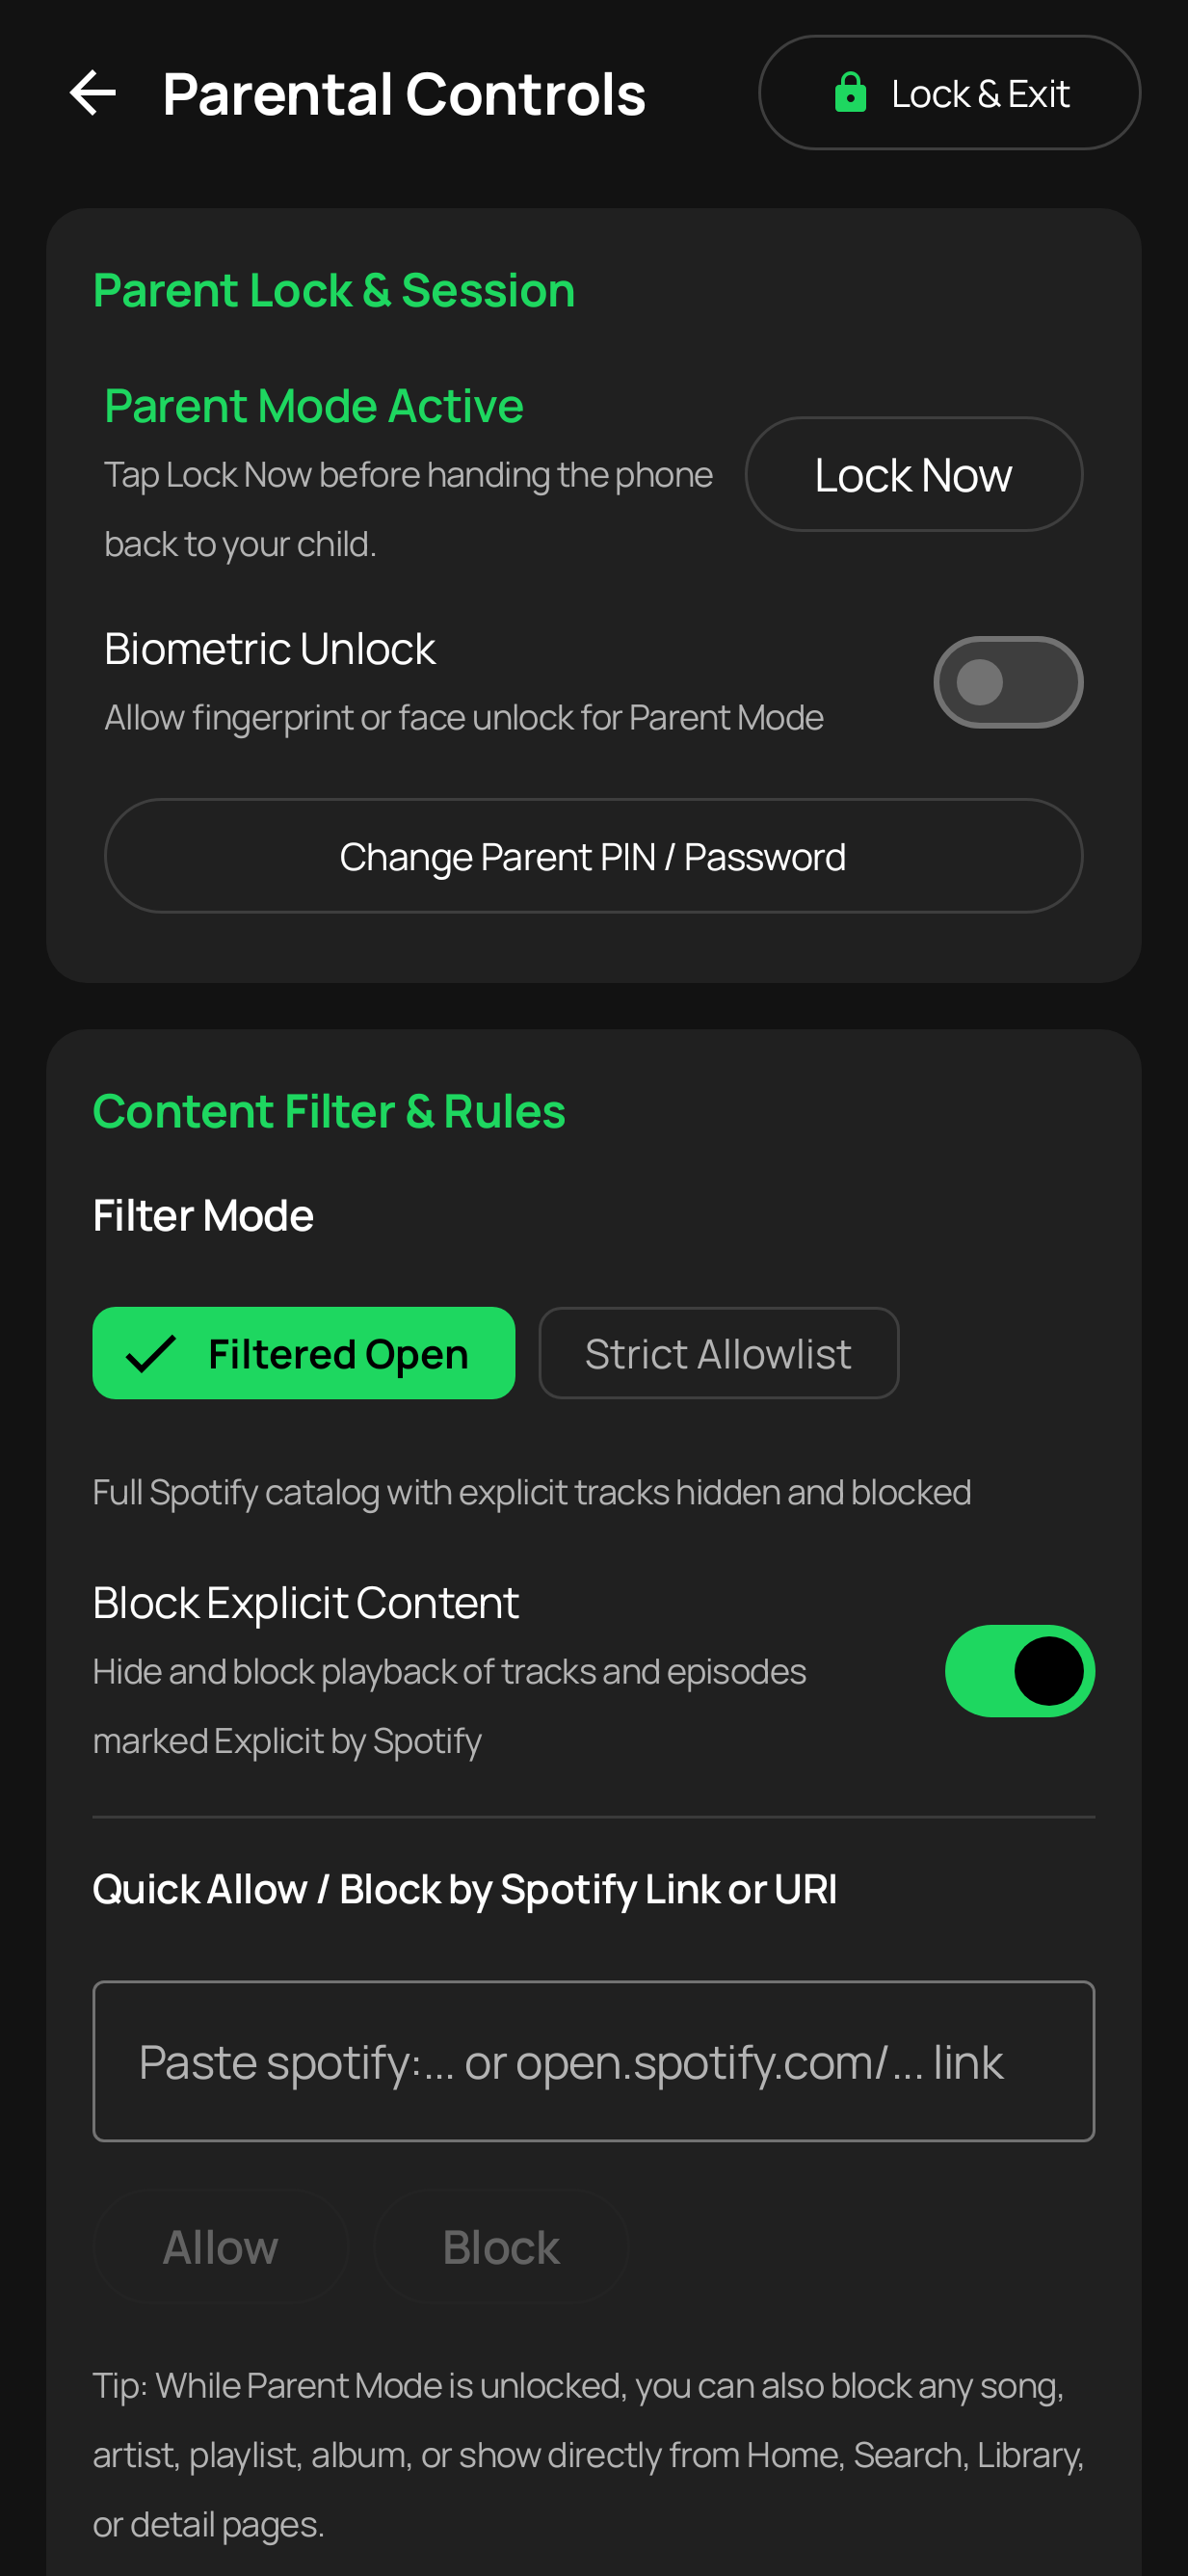 Parental Controls
Lock & Exit
Parent Lock & Session
Parent Mode Active
Tap Lock Now before handing the phone
back to your child.
Lock Now
Biometric Unlock
Allow fingerprint or face unlock for Parent Mode
Change Parent PIN / Password
Content Filter & Rules
Filter Mode
Filtered Open
Strict Allowlist
Full Spotify catalog with explicit tracks hidden and blocked
Block Explicit Content
Hide and block playback of tracks and episodes
marked Explicit by Spotify
Quick Allow / Block by Spotify Link or URI
Paste spotify:... or open.spotify.com/... link
Allow
Block
Tip: While Parent Mode is unlocked, you can also block any song,
artist, playlist, album, or show directly from Home, Search, Library,
or detail pages.